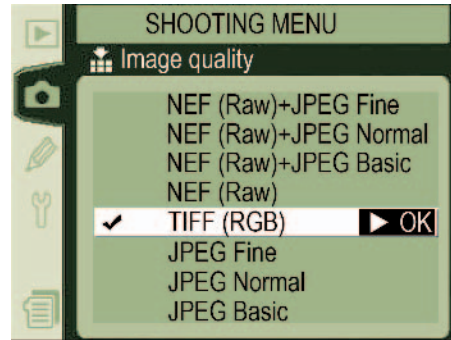 SHOOTING MENU
Image quality
NEF (Raw)+JPEG Fine
NEF (Raw)+JPEG Normal
NEF (Raw)+JPEG Basic
NEF (Raw)
TIFF (RGB) OK
JPEG Fine
JPEG Normal
JPEG Basic